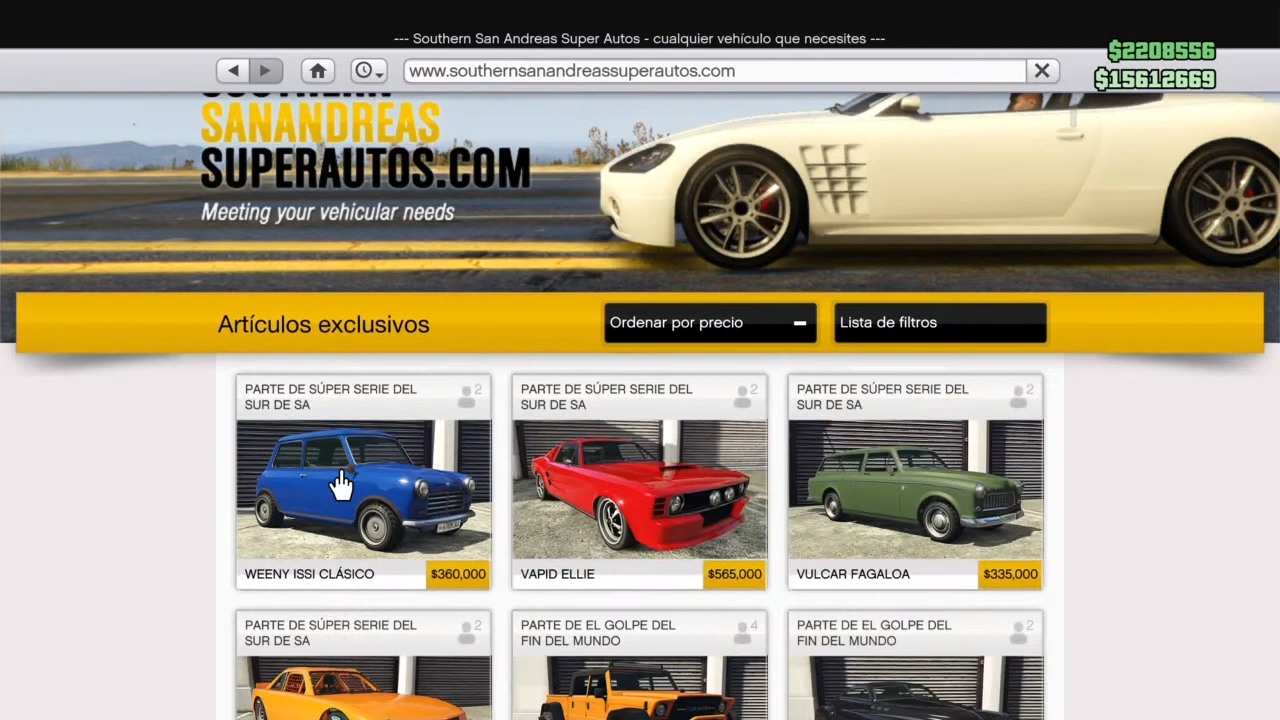 --- Southern San Andreas Super Autos - cualquier vehículo que necesites ---
$2208556
www.southernsanandreassuperautos.com
$15612669
SOUTHERN
SANANDREAS
SUPERAUTOS.COM
Meeting your vehicular needs
Artículos exclusivos
Ordenar por precio
Lista de filtros
PARTE DE SÚPER SERIE DEL
SUR DE SA
2
WEENY ISSI CLÁSICO
$360,000
PARTE DE SÚPER SERIE DEL
SUR DE SA
2
VAPID ELLIE
$565,000
PARTE DE SÚPER SERIE DEL
SUR DE SA
2
VULCAR FAGALOA
$335,000
PARTE DE SÚPER SERIE DEL
SUR DE SA
2
PARTE DE EL GOLPE DEL
FIN DEL MUNDO
4
PARTE DE EL GOLPE DEL
FIN DEL MUNDO
2